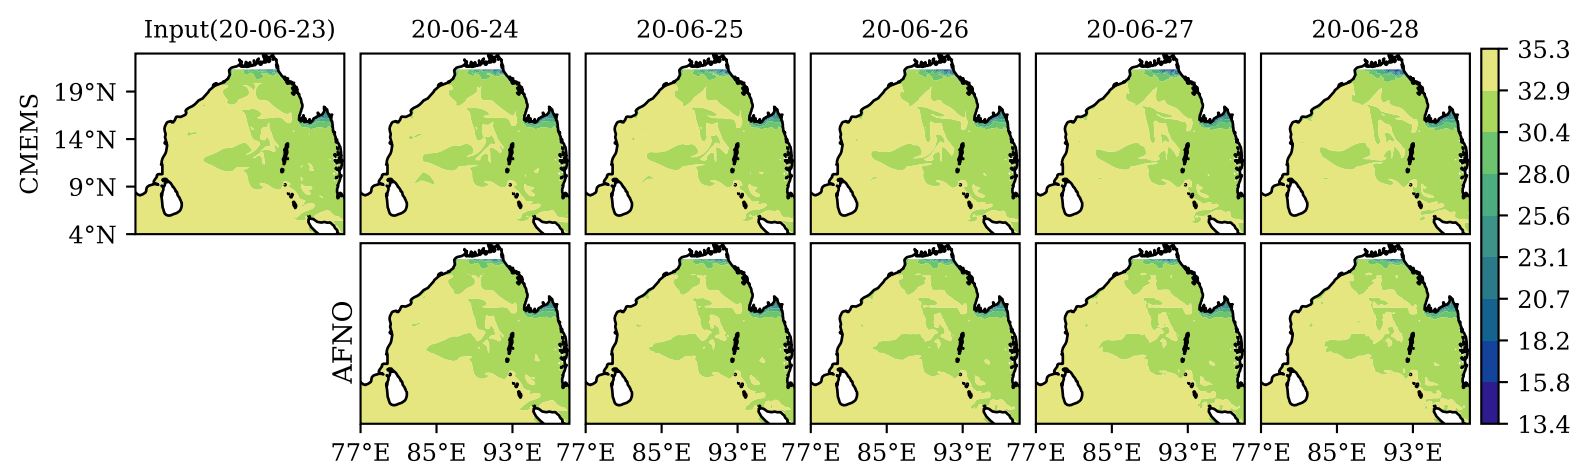 Input(20-06-23) 20-06-24 20-06-25 20-06-26 20-06-27 20-06-28
CMEMS
19°N
14°N
9°N
4°N
AFNO
77°E 85°E 93°E 77°E 85°E 93°E 77°E 85°E 93°E 77°E 85°E 93°E 77°E 85°E 93°E
35.3
32.9
30.4
28.0
25.6
23.1
20.7
18.2
15.8
13.4